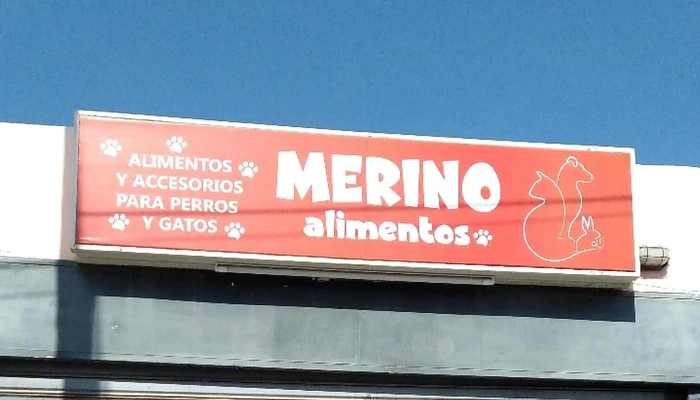 ALIMENTOS
Y ACCESORIOS
PARA PERROS
Y GATOS
MERINO
alimentos